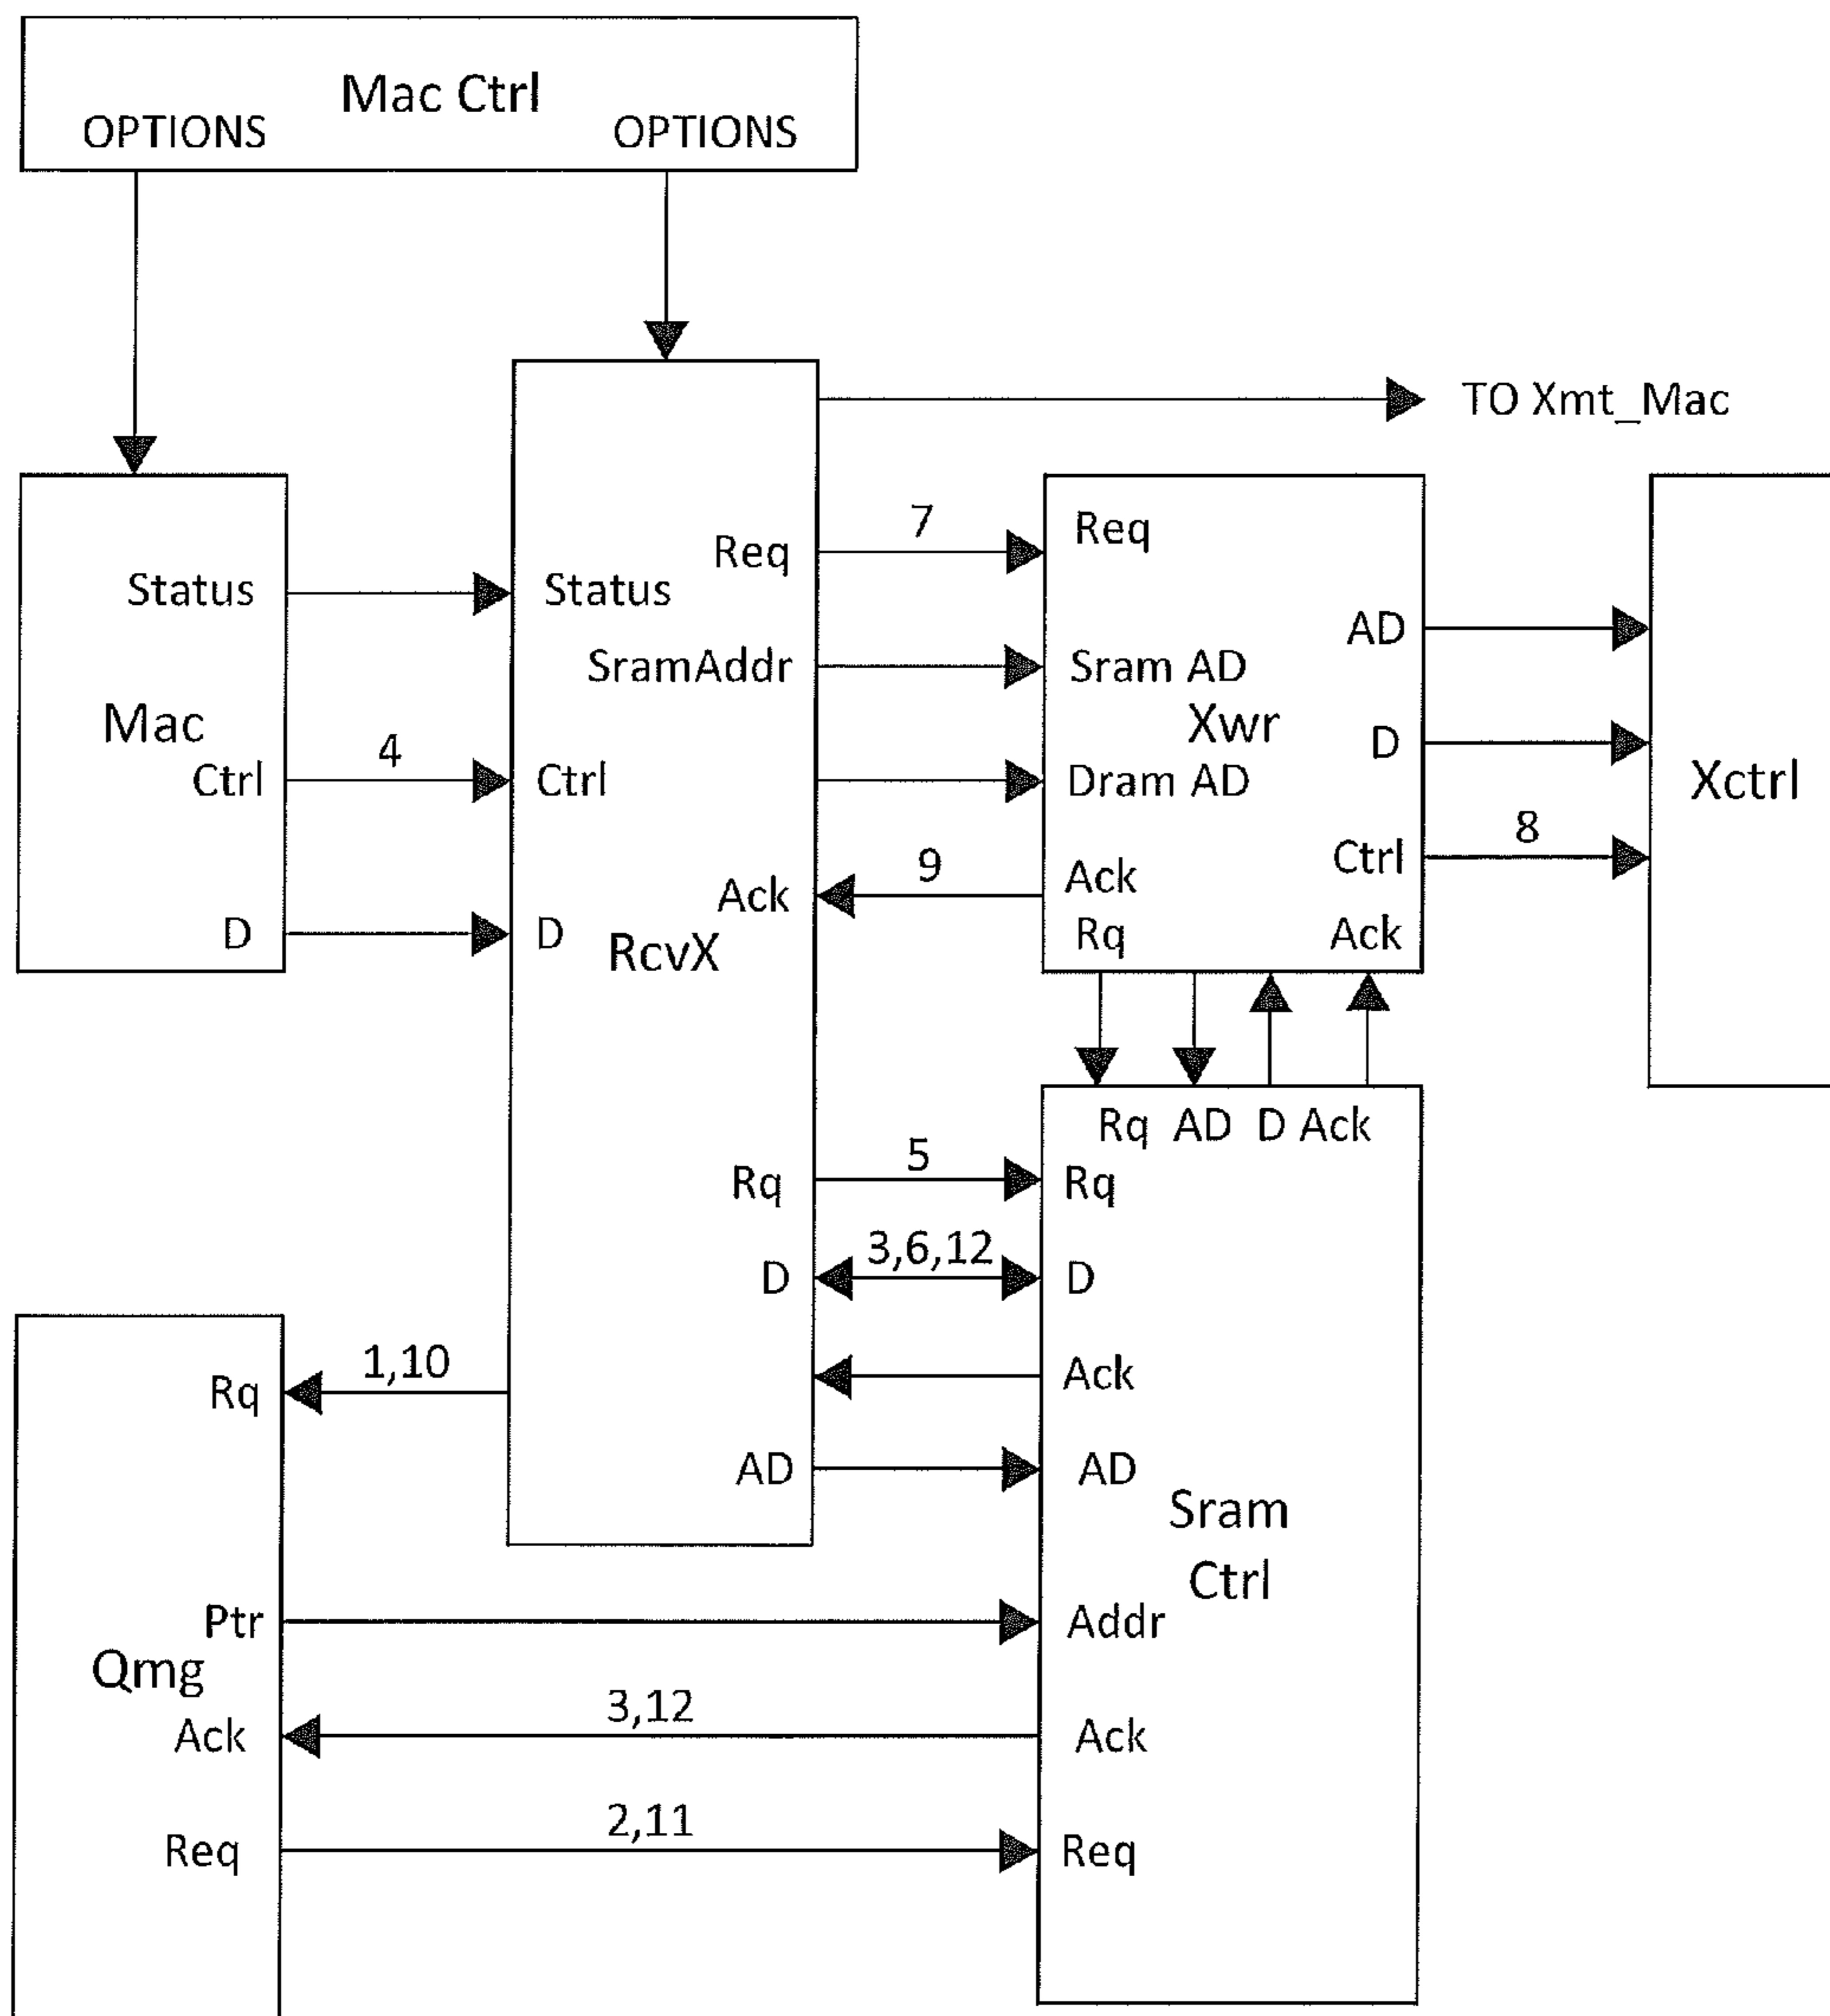 Mac Ctrl
OPTIONS OPTIONS
TO Xmt_Mac
Status
Mac
Ctrl
D
4
Status
Ctrl
D
RcvX
Req
SramAddr
Ack
Rq
D
AD
7
9
Req
Sram AD
Xwr
Dram AD
Ack
Rq
AD
D
Ctrl
Ack
8
Xctrl
5
3,6,12
Rq AD D Ack
Rq
D
Ack
AD
Sram
Ctrl
Addr
Ack
Req
1,10
Rq
Ptr
Qmg
Ack
Req
3,12
2,11